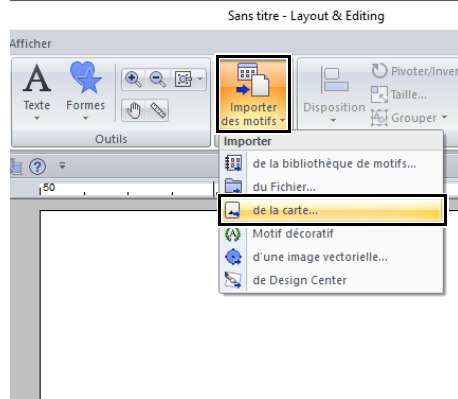 Sans titre - Layout & Editing
Afficher
Texte
Formes
Importer
des motifs
Disposition
Pivoter/Inver
Taille...
Grouper
Outils
Importer
de la bibliothèque de motifs...
du Fichier...
de la carte...
Motif décoratif
d'une image vectorielle...
de Design Center
50